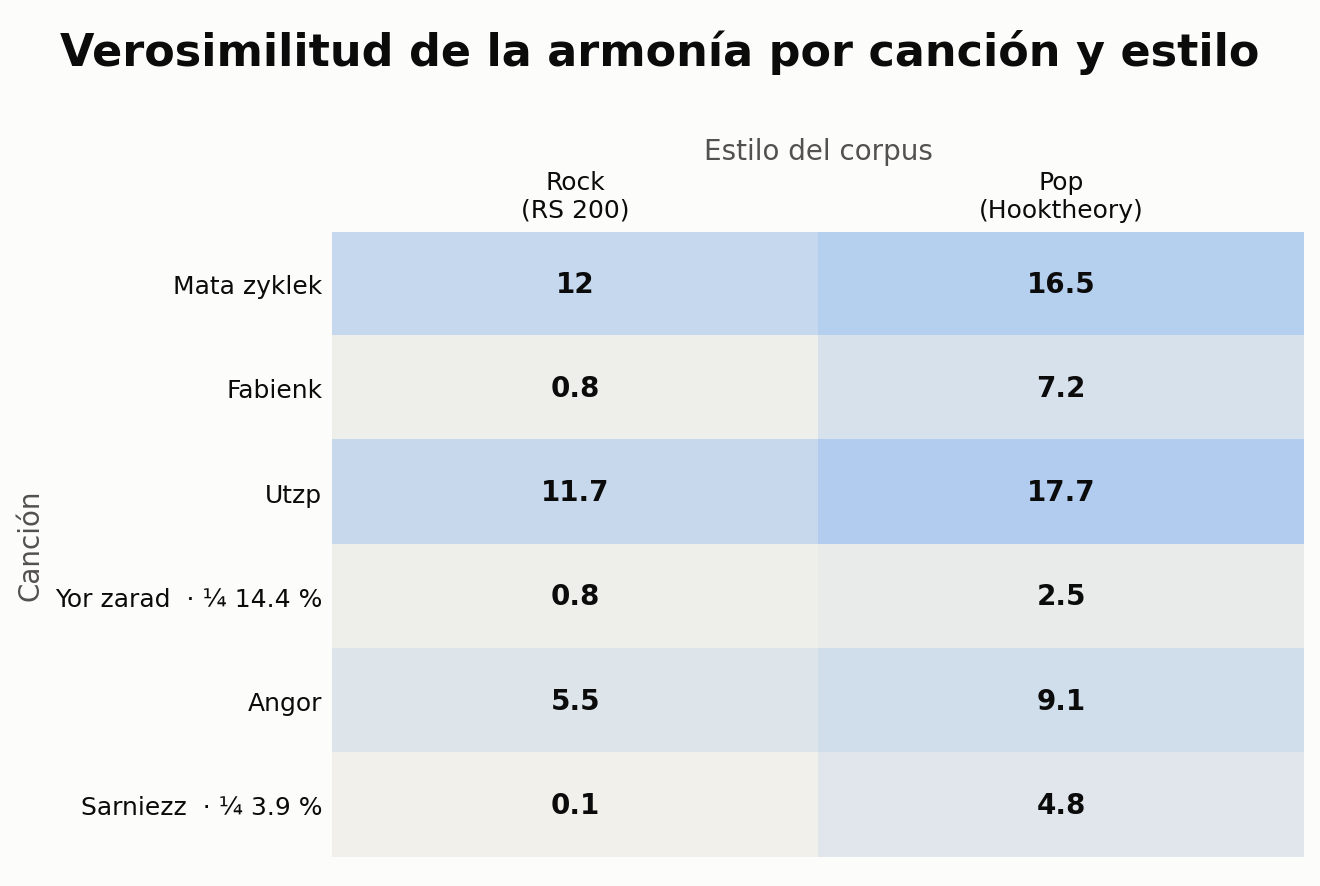 Verosimilitud de la armonía por canción y estilo
Estilo del corpus
Rock
(RS 200)
Pop
(Hooktheory)
Canción
Mata zyklek
12
16.5
Fabienk
0.8
7.2
Utzp
11.7
17.7
Yor zarad · ¼ 14.4 %
0.8
2.5
Angor
5.5
9.1
Sarniezz · ¼ 3.9 %
0.1
4.8